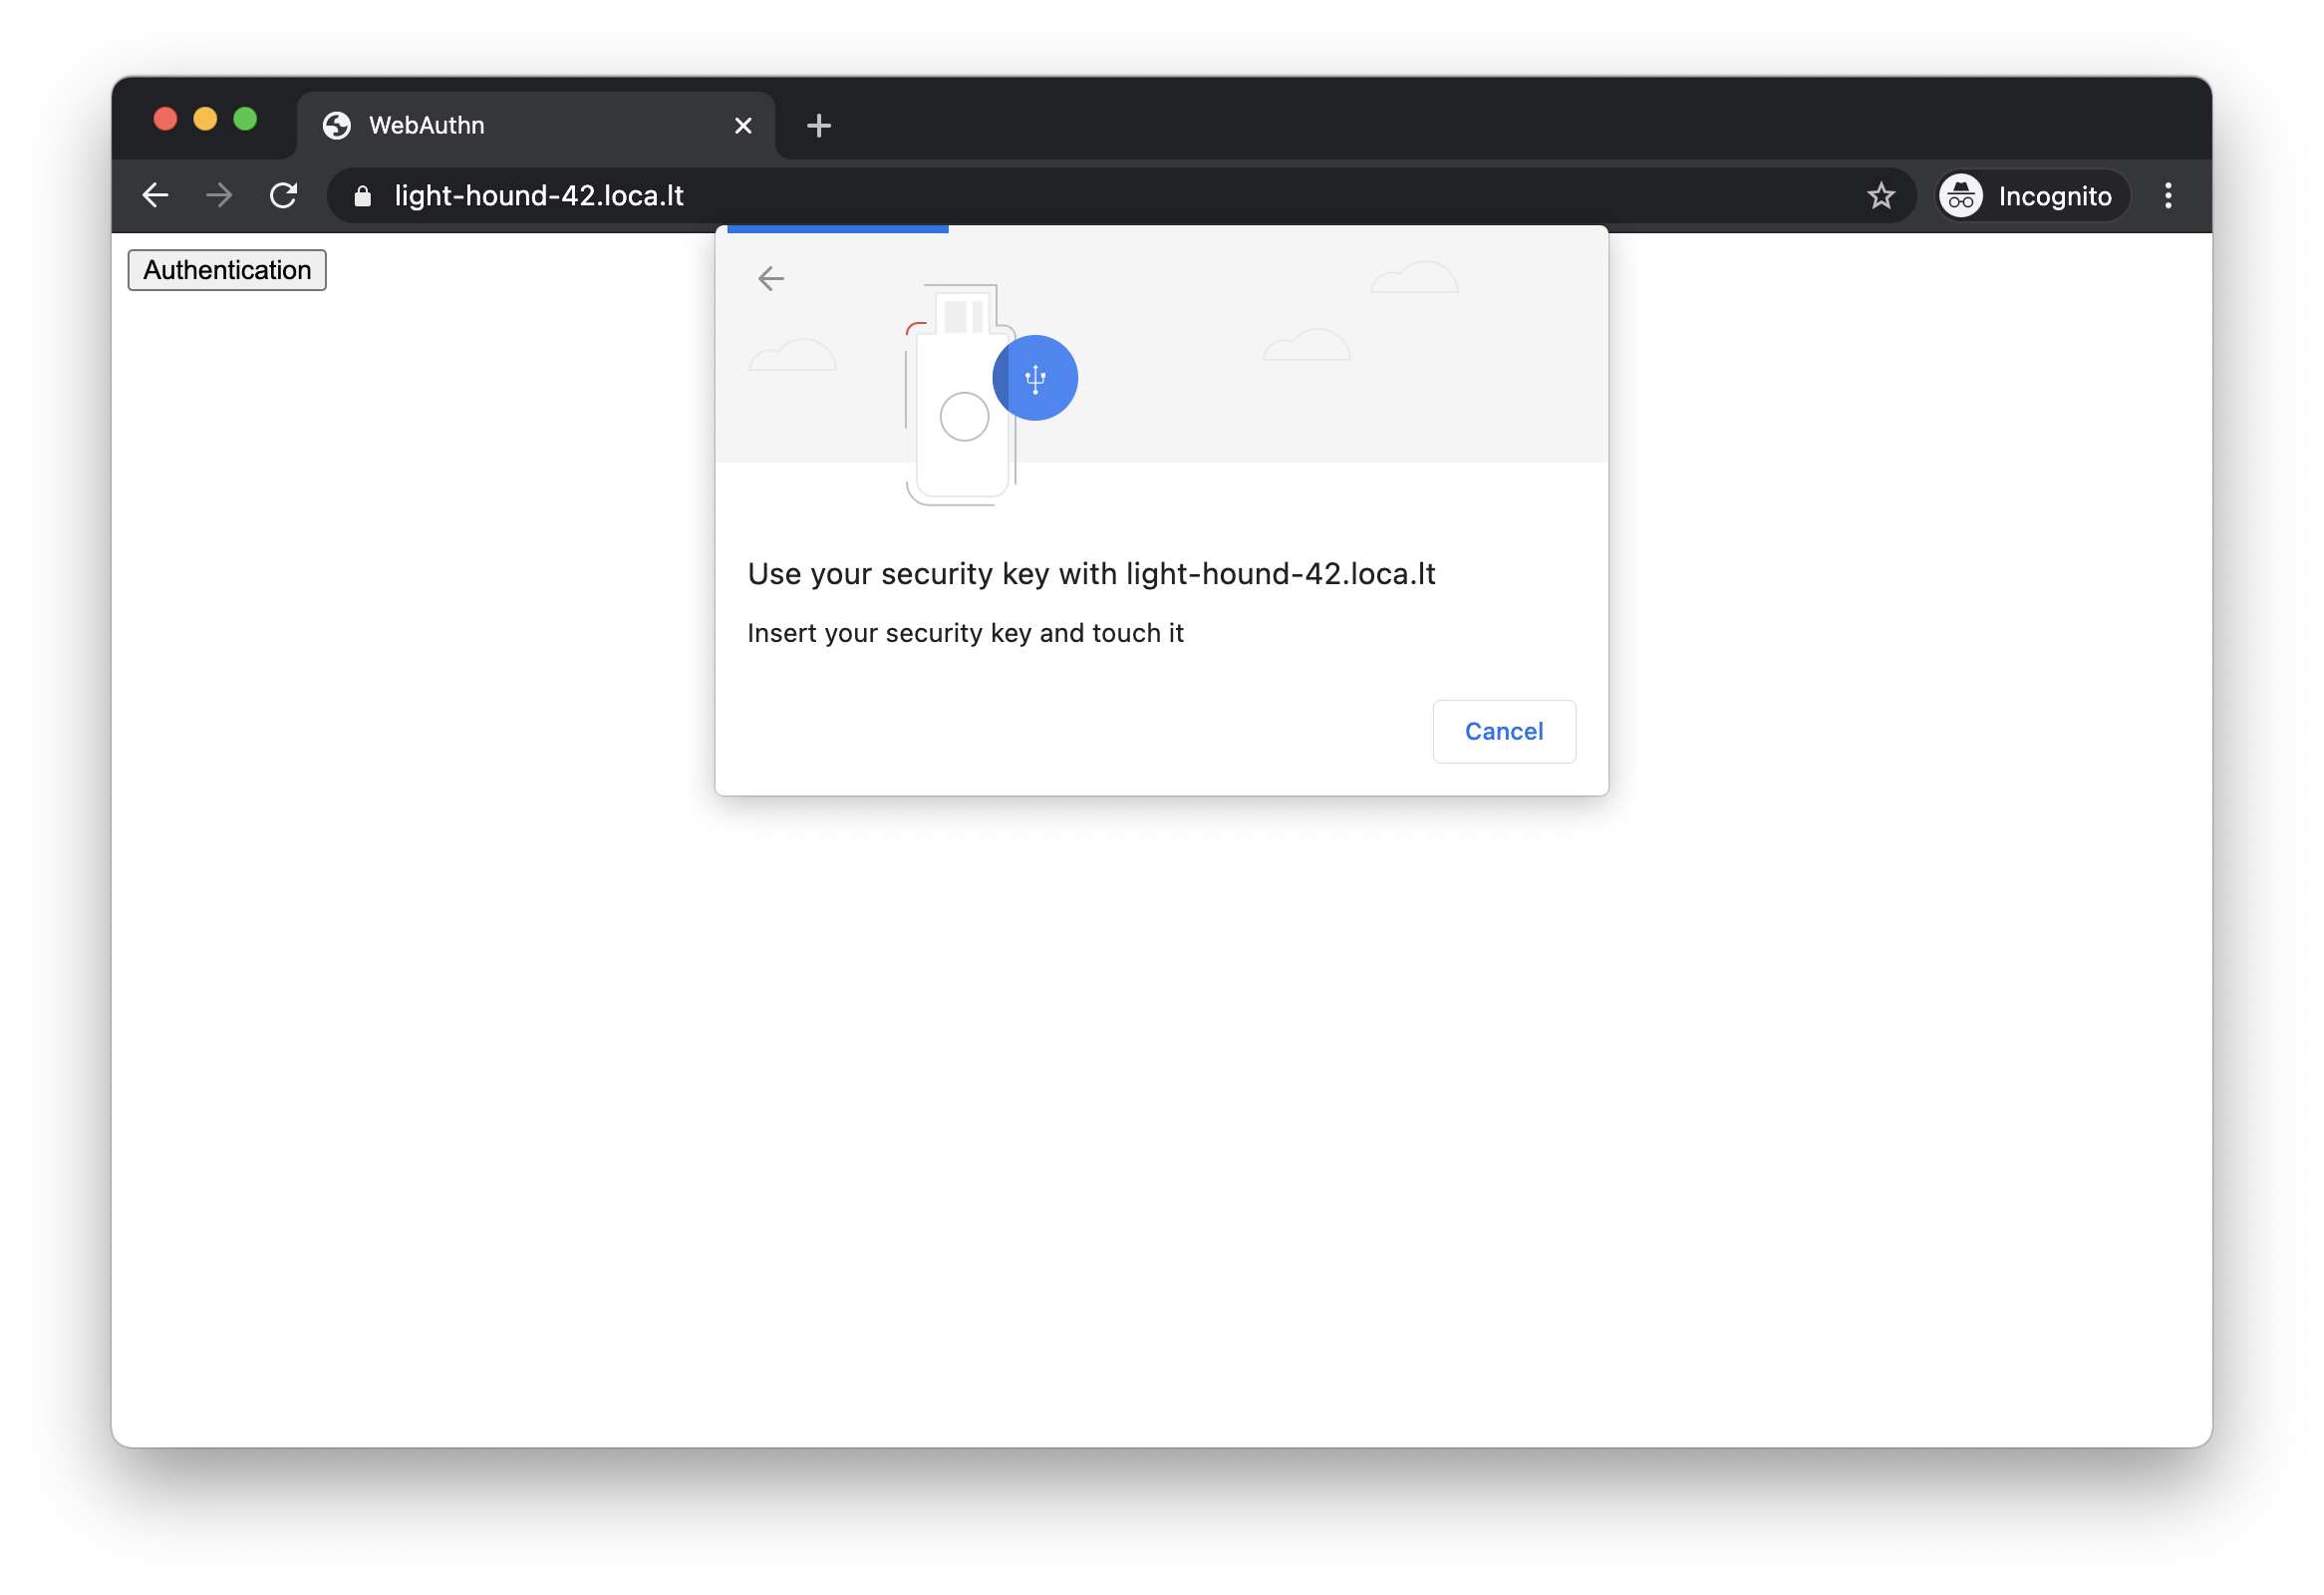 WebAuthn
light-hound-42.loca.lt
Incognito
Authentication
Use your security key with light-hound-42.loca.lt
Insert your security key and touch it
Cancel